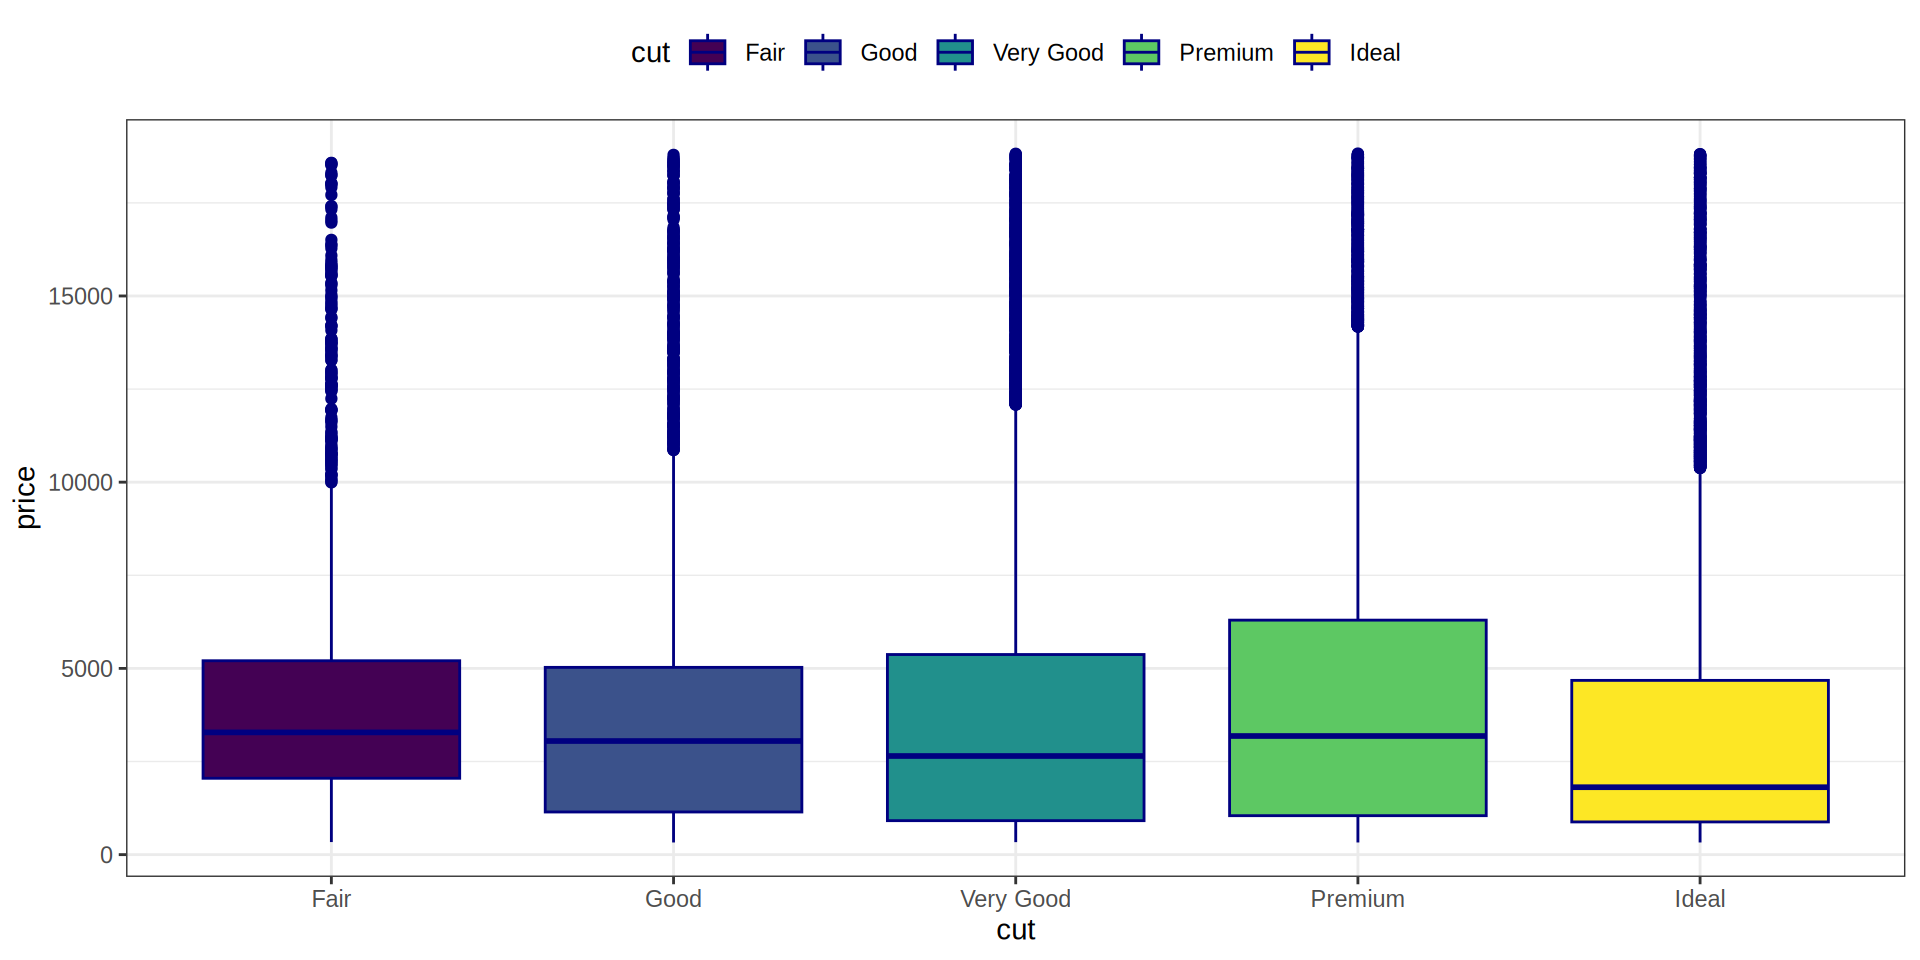 cut Fair Good Very Good Premium Ideal
price
15000
10000
5000
0
Fair Good Very Good Premium Ideal
cut